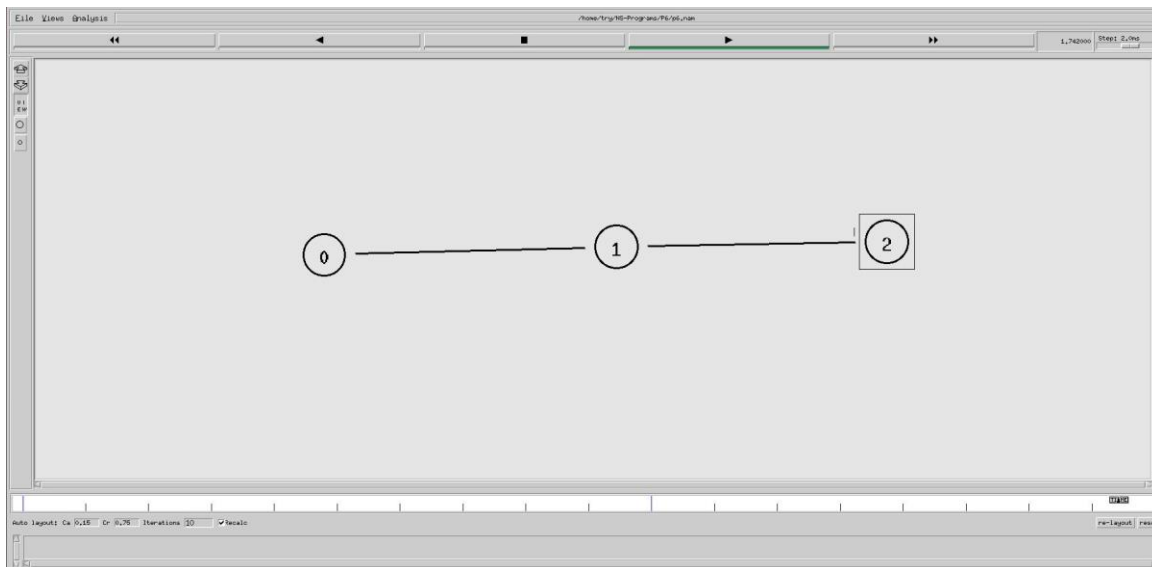 File Views Analysis /home/try/NS-Programs/P6/p6.nam
1.742000 Step: 2.0ms
0 1 2
Auto layout: Ca 0.15 Cr 0.75 Iterations 10 Recalc re-layout